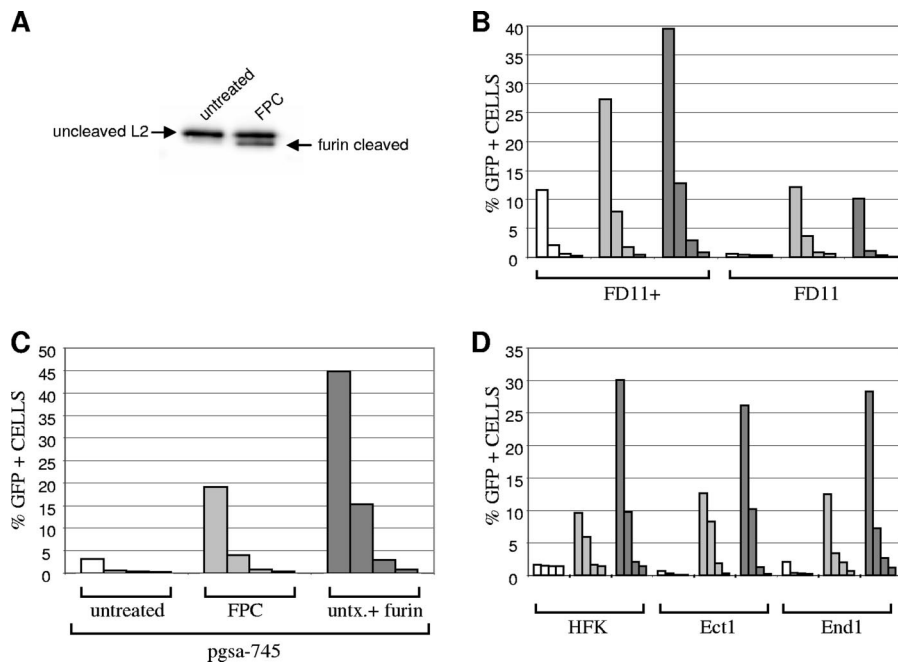 A
untreated
FPC
uncleaved L2
furin cleaved
B
% GFP + CELLS
40
35
30
25
20
15
10
5
0
FD11+
FD11
C
% GFP + CELLS
50
45
40
35
30
25
20
15
10
5
0
untreated
FPC
untx.+ furin
pgsa-745
D
% GFP + CELLS
35
30
25
20
15
10
5
0
HFK
Ect1
End1